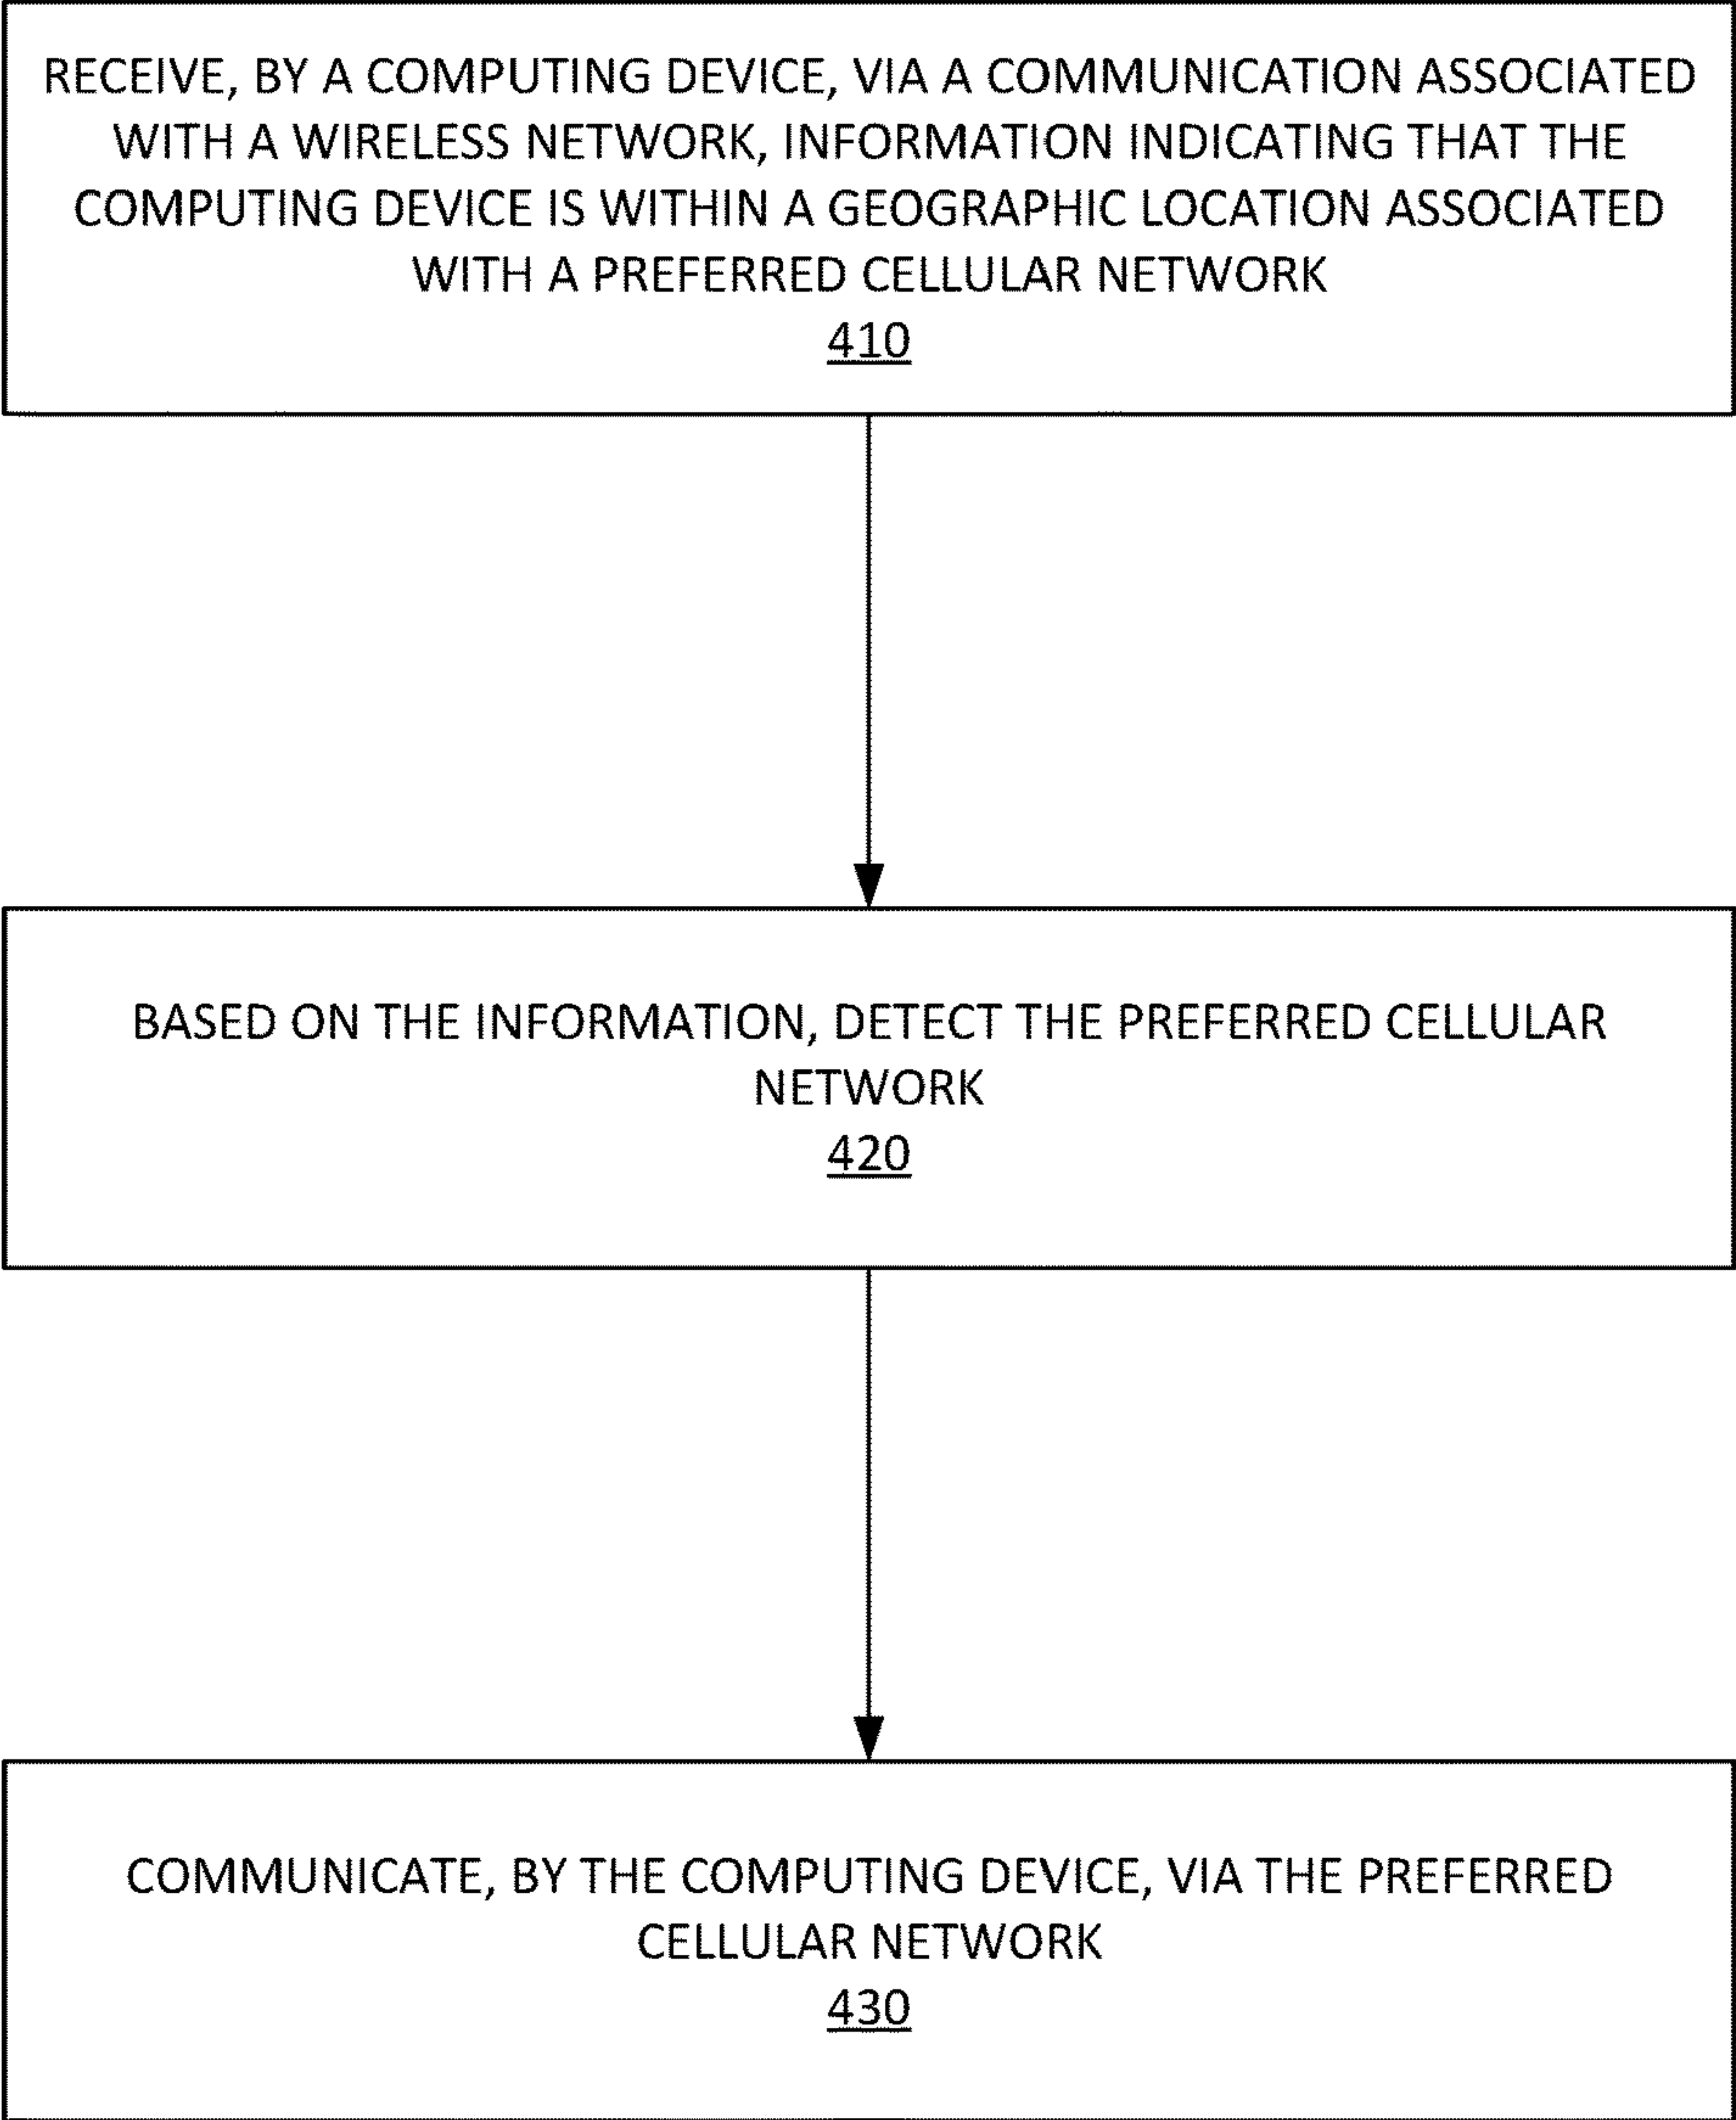 RECEIVE, BY A COMPUTING DEVICE, VIA A COMMUNICATION ASSOCIATED
WITH A WIRELESS NETWORK, INFORMATION INDICATING THAT THE
COMPUTING DEVICE IS WITHIN A GEOGRAPHIC LOCATION ASSOCIATED
WITH A PREFERRED CELLULAR NETWORK
410
BASED ON THE INFORMATION, DETECT THE PREFERRED CELLULAR
NETWORK
420
COMMUNICATE, BY THE COMPUTING DEVICE, VIA THE PREFERRED
CELLULAR NETWORK
430